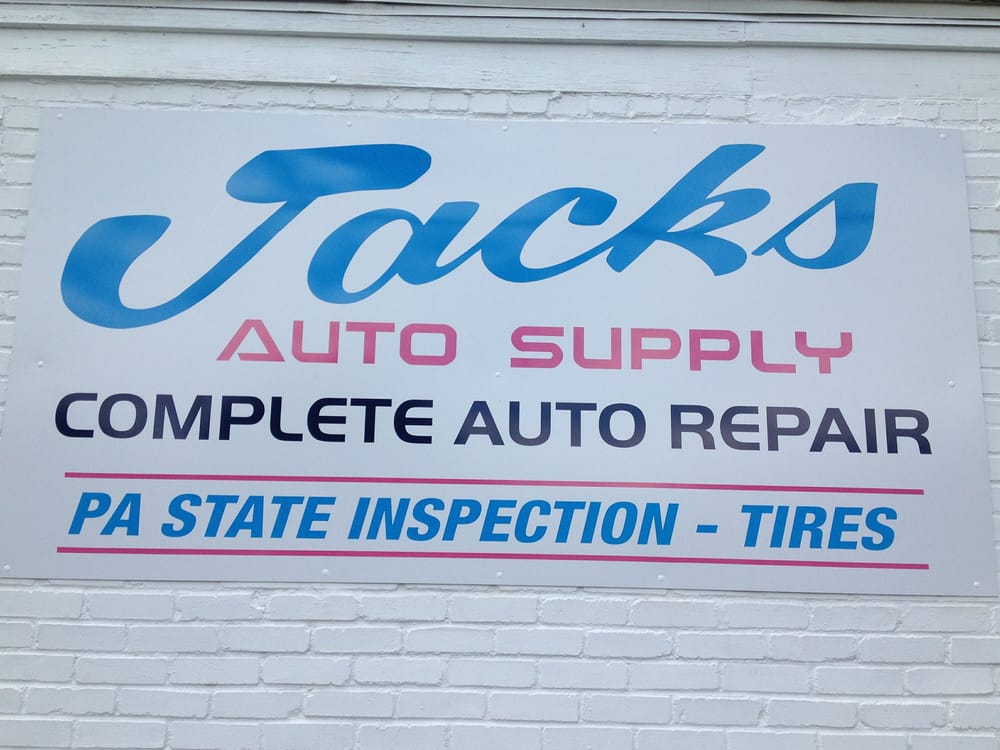 Jacks
AUTO SUPPLY
COMPLETE AUTO REPAIR
PA STATE INSPECTION - TIRES